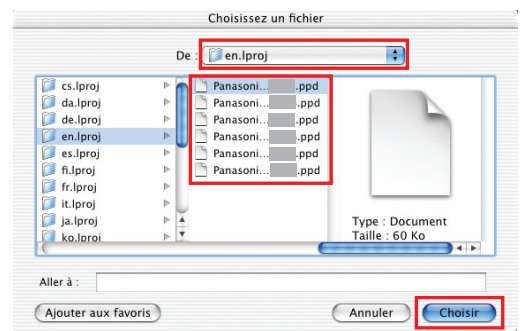 Choisissez un fichier
De : en.lproj
cs.lproj
da.lproj
de.lproj
en.lproj
es.lproj
fi.lproj
fr.lproj
it.lproj
ja.lproj
ko.lproj
Panasoni... .ppd
Panasoni... .ppd
Panasoni... .ppd
Panasoni... .ppd
Panasoni... .ppd
Panasoni... .ppd
Type : Document
Taille : 60 Ko
Aller à :
Ajouter aux favoris
Annuler
Choisir